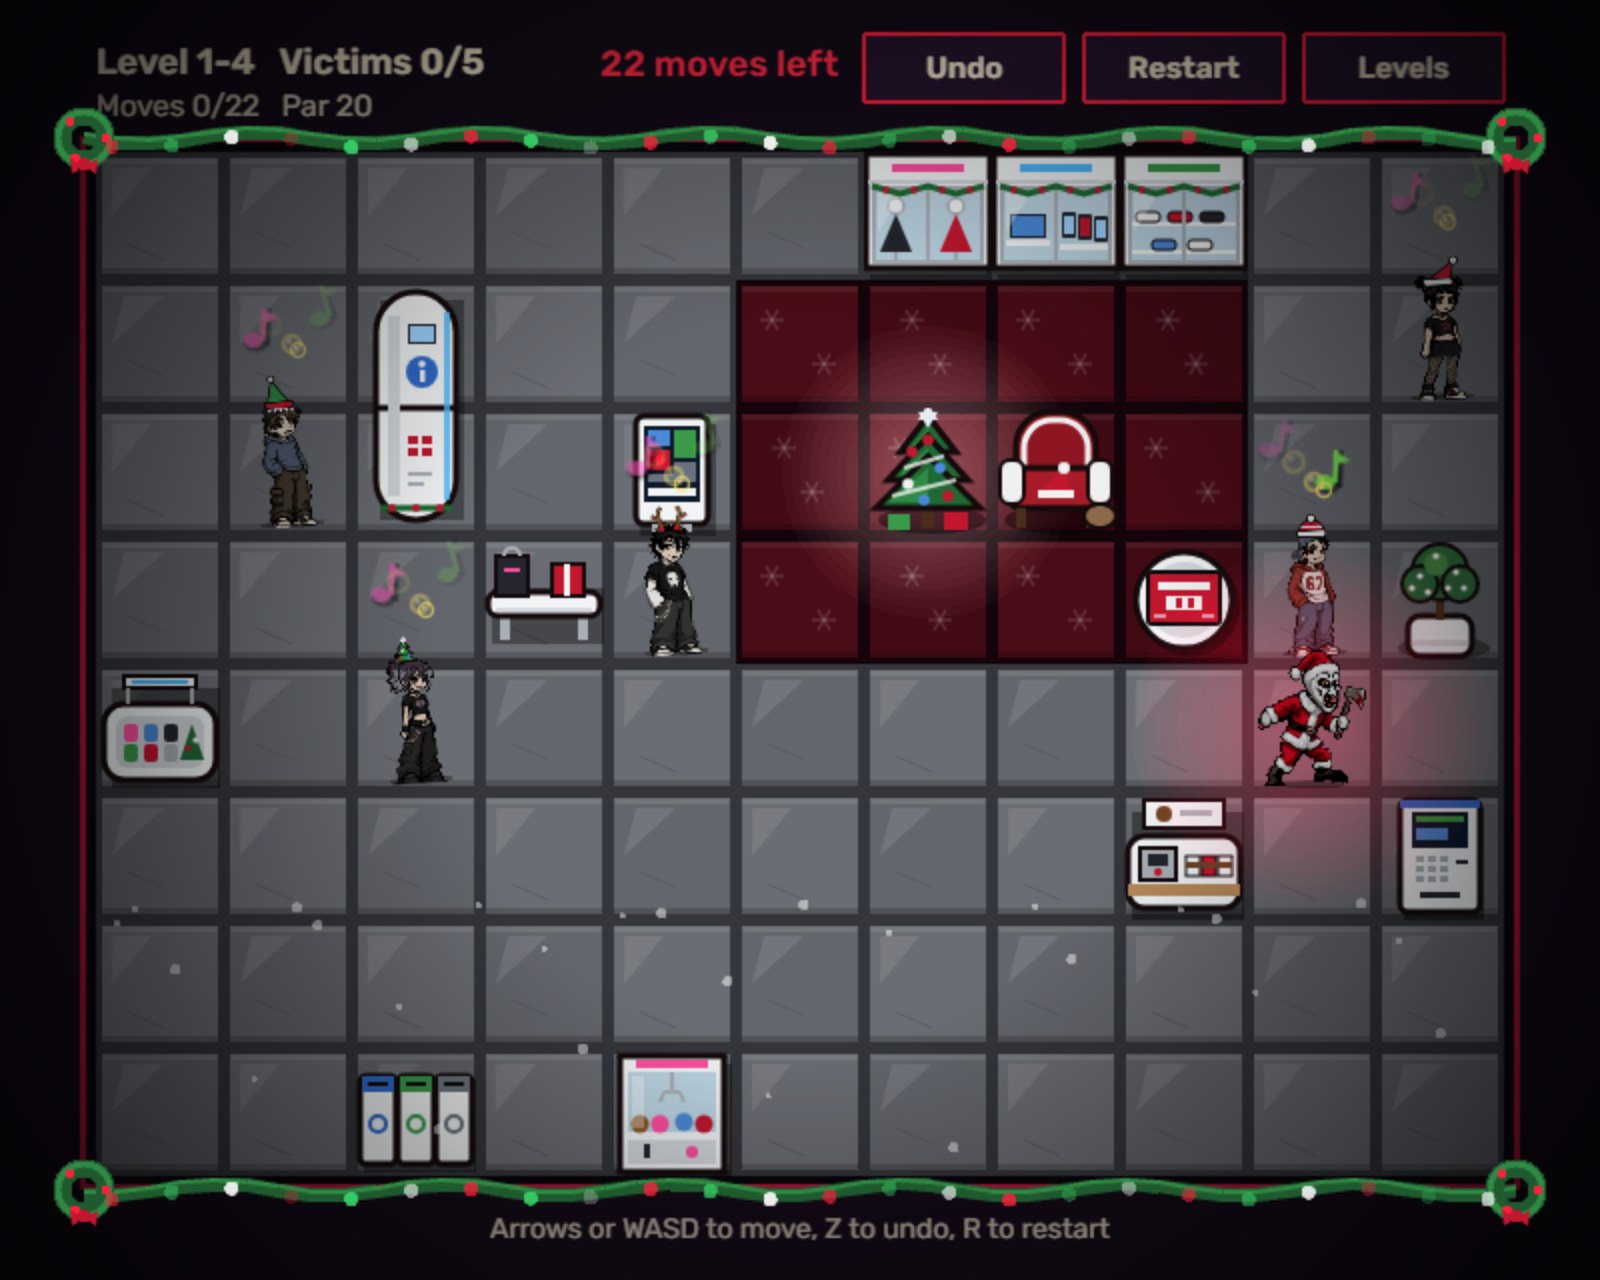 Level 1-4 Victims 0/5
22 moves left
Undo
Restart
Levels
Moves 0/22 Par 20
i
67
Arrows or WASD to move, Z to undo, R to restart